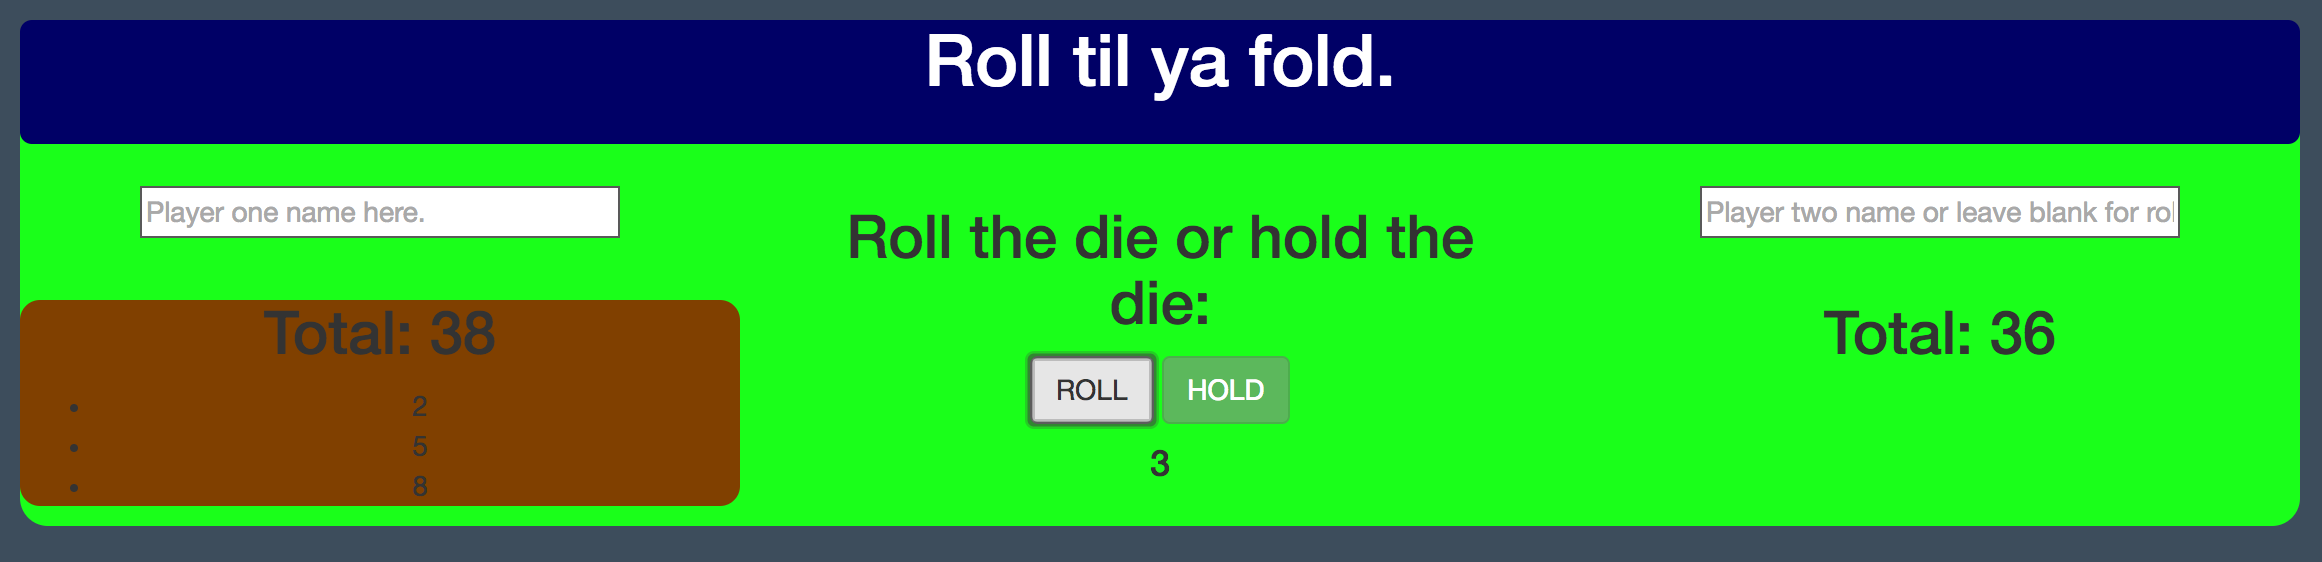 Roll til ya fold.
Player one name here.
Total: 38
2
5
8
Roll the die or hold the
die:
ROLL HOLD
3
Player two name or leave blank for
Total: 36